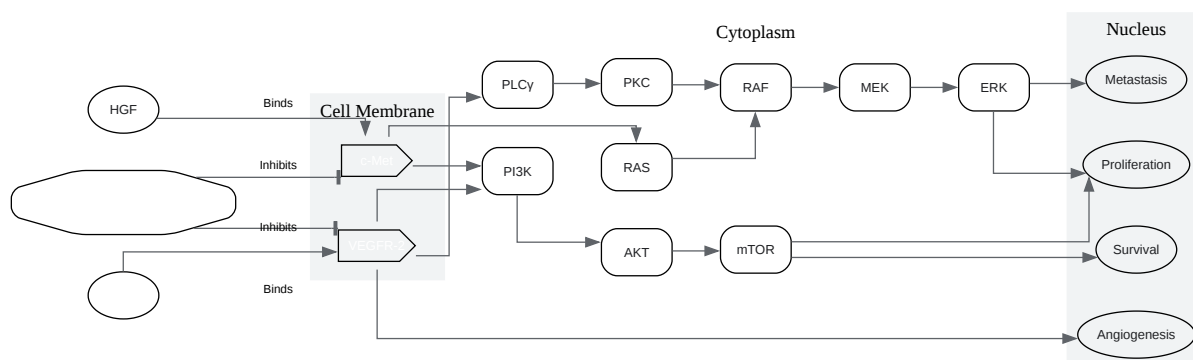 Cytoplasm
Nucleus
Cell Membrane
HGF
Binds
PLCγ
PKC
RAF
MEK
ERK
Metastasis
c-Met
Inhibits
PI3K
RAS
Proliferation
Inhibits
VEGFR-2
AKT
mTOR
Survival
Binds
Angiogenesis